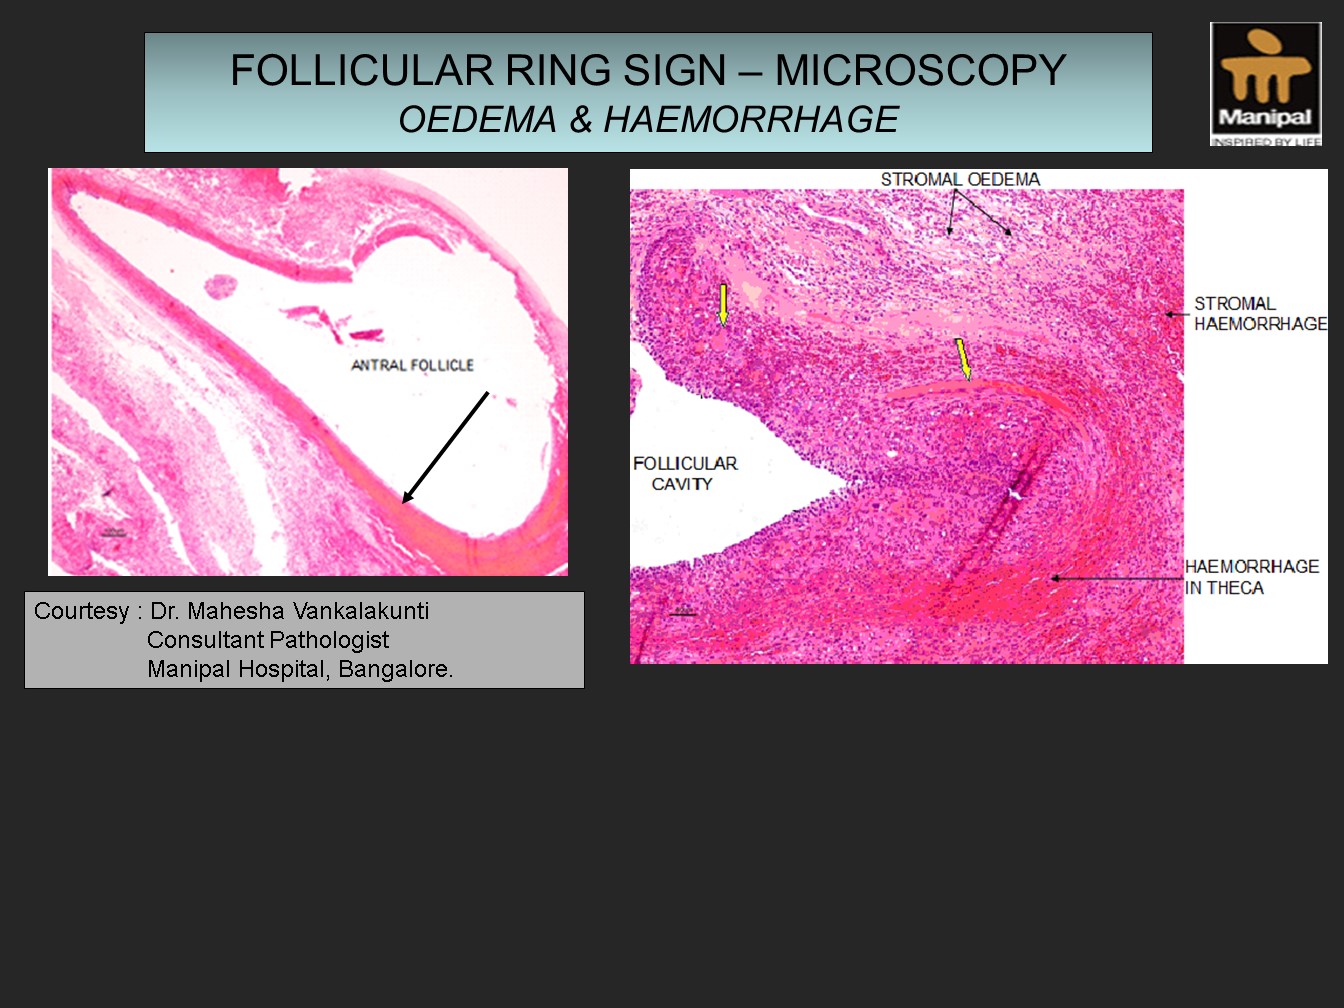 FOLLICULAR RING SIGN – MICROSCOPY
OEDEMA & HAEMORRHAGE
Manipal
INSPIRED BY LIFE
ANTRAL FOLLICLE
STROMAL OEDEMA
STROMAL
HAEMORRHAGE
FOLLICULAR
CAVITY
HAEMORRHAGE
IN THECA
Courtesy : Dr. Mahesha Vankalakunti
Consultant Pathologist
Manipal Hospital, Bangalore.